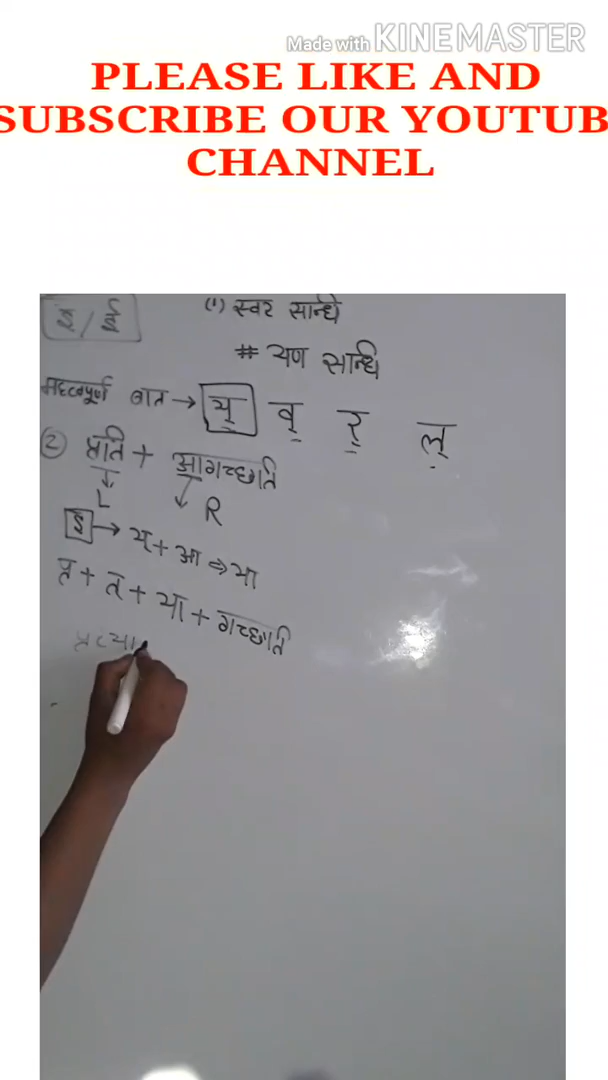 Made with KINEMASTER
PLEASE LIKE AND
SUBSCRIBE OUR YOUTUB
CHANNEL
इ / ई
(1) स्वर सन्धि
# यण सन्धि
महत्वपूर्ण बात → य् व् र् ल्
② प्रति + आगच्छति
L R
इ → य् + आ ⇒ या
प्र + त् + या + गच्छति
प्रत्या